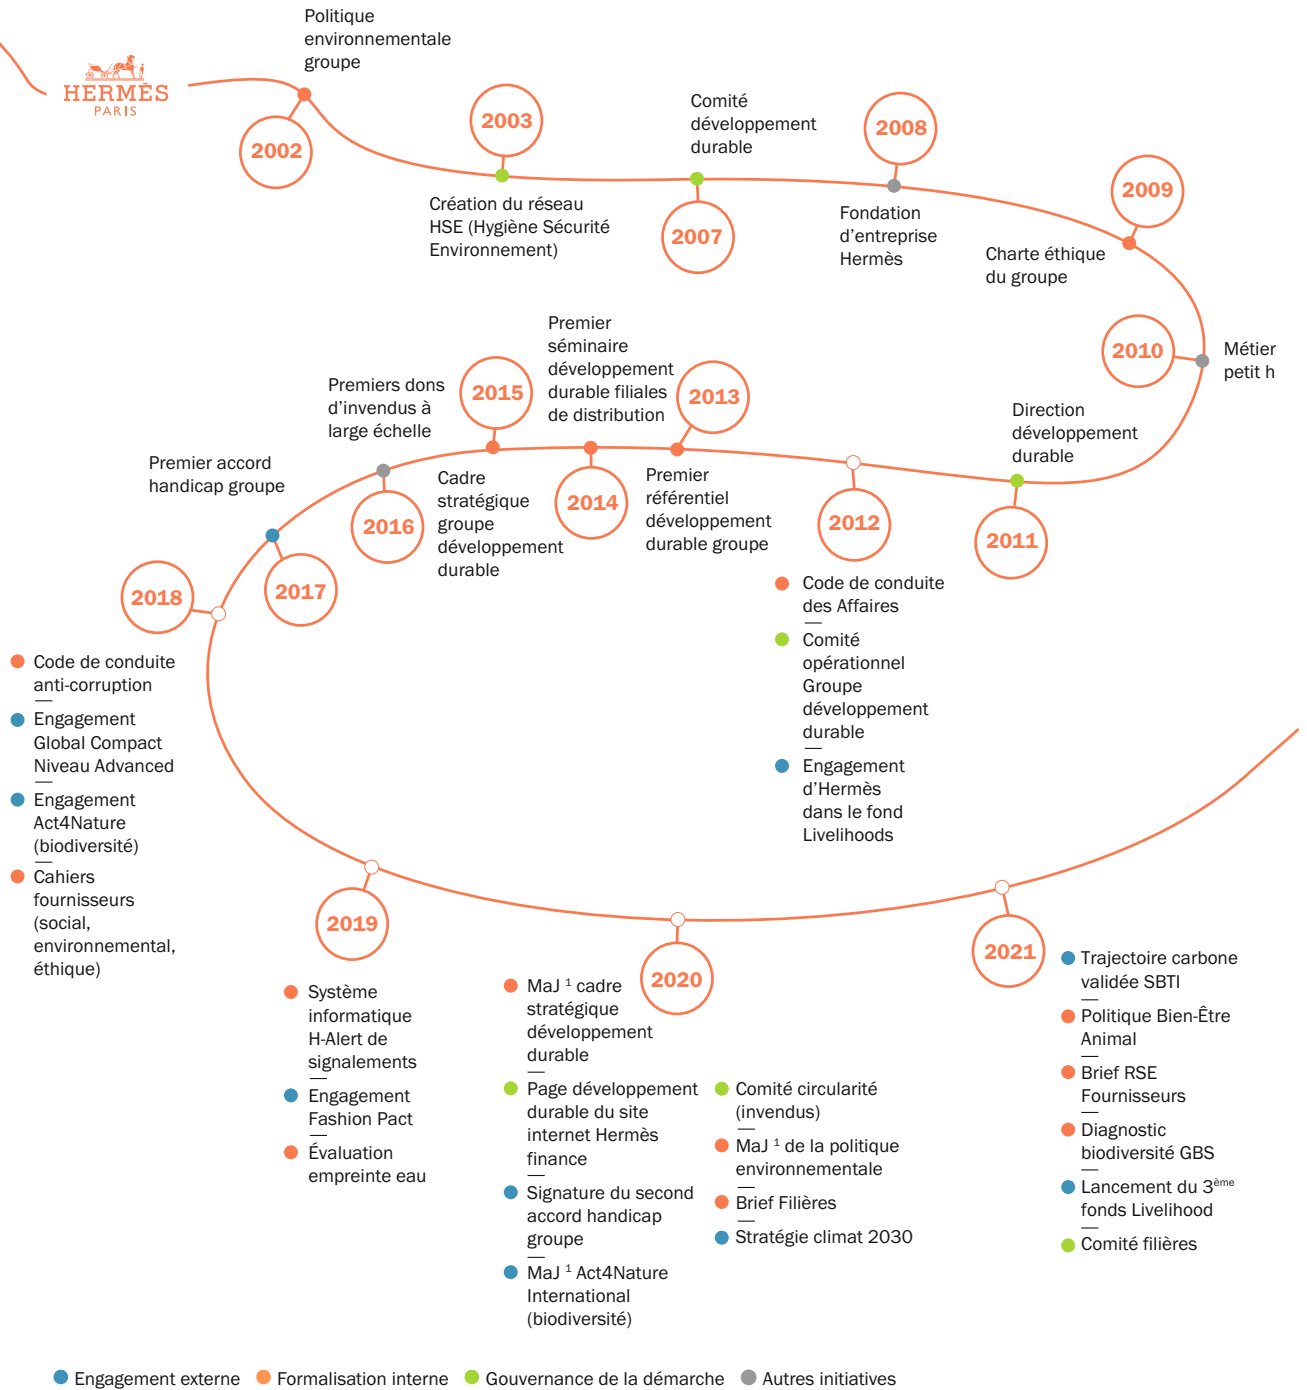 HERMÈS
PARIS
Politique
environnementale
groupe
2002
2003
Création du réseau
HSE (Hygiène Sécurité
Environnement)
Comité
développement
durable
2007
2008
Fondation
d'entreprise
Hermès
2009
Charte éthique
du groupe
2010
Métier
petit h
Direction
développement
durable
2011
2012
Code de conduite
des Affaires
Comité
opérationnel
Groupe
développement
durable
Engagement
d'Hermès
dans le fond
Livelihoods
2013
Premier
référentiel
développement
durable groupe
Premier
séminaire
développement
durable filiales
de distribution
2014
2015
Cadre
stratégique
groupe
développement
durable
Premiers dons
d'invendus à
large échelle
2016
Premier accord
handicap groupe
2017
2018
Code de conduite
anti-corruption
Engagement
Global Compact
Niveau Advanced
Engagement
Act4Nature
(biodiversité)
Cahiers
fournisseurs
(social,
environnemental,
éthique)
2019
Système
informatique
H-Alert de
signalements
Engagement
Fashion Pact
Évaluation
empreinte eau
2020
MaJ ¹ cadre
stratégique
développement
durable
Page développement
durable du site
internet Hermès
finance
Signature du second
accord handicap
groupe
MaJ ¹ Act4Nature
International
(biodiversité)
Comité circularité
(invendus)
MaJ ¹ de la politique
environnementale
Brief Filières
Stratégie climat 2030
2021
Trajectoire carbone
validée SBTI
Politique Bien-Être
Animal
Brief RSE
Fournisseurs
Diagnostic
biodiversité GBS
Lancement du 3ème
fonds Livelihood
Comité filières
Engagement externe Formalisation interne Gouvernance de la démarche Autres initiatives